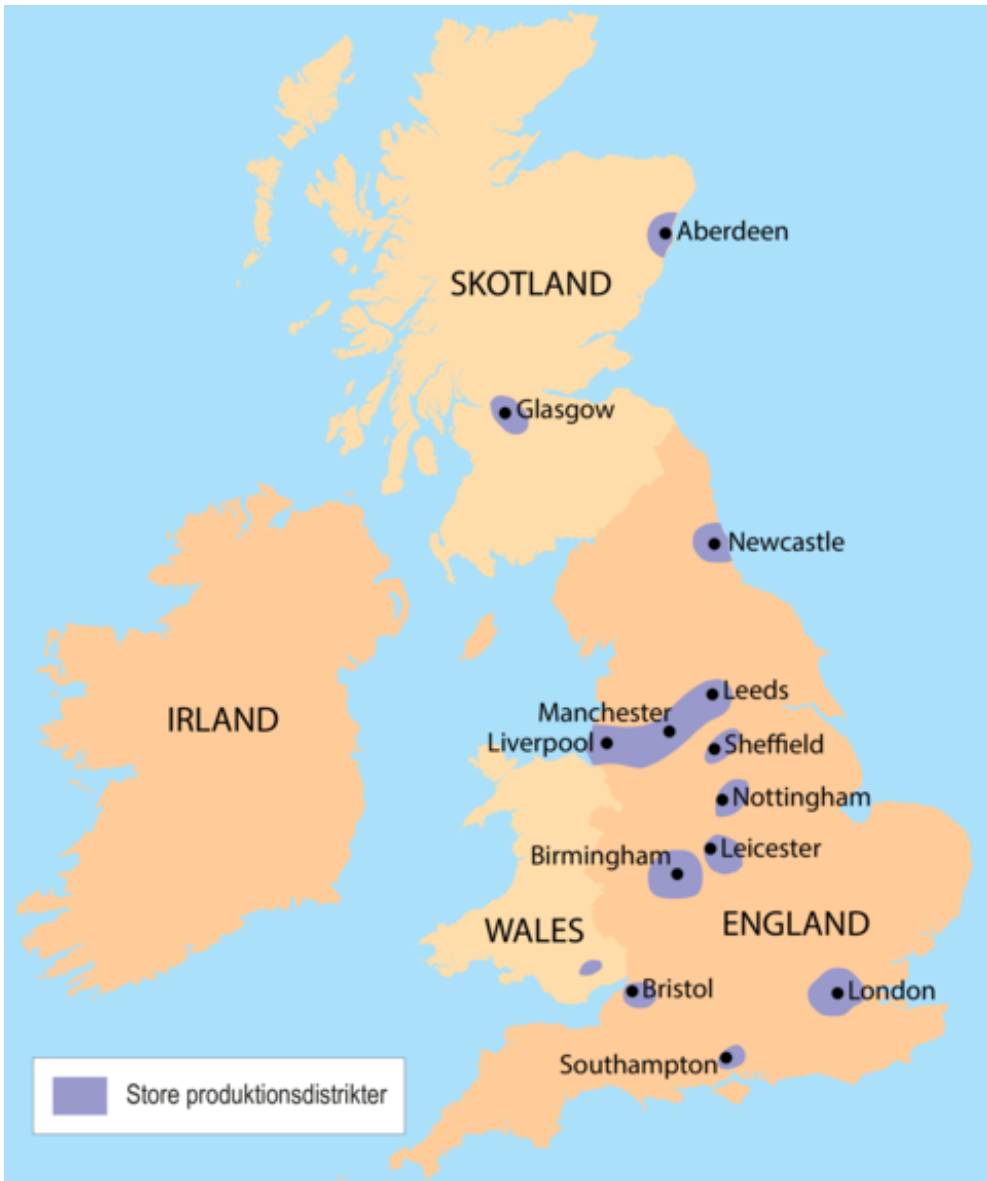 Aberdeen
SKOTLAND
Glasgow
Newcastle
Leeds
Manchester
IRLAND
Liverpool
Sheffield
Nottingham
Birmingham
Leicester
WALES
ENGLAND
Bristol
London
Southampton
Store produktionsdistrikter